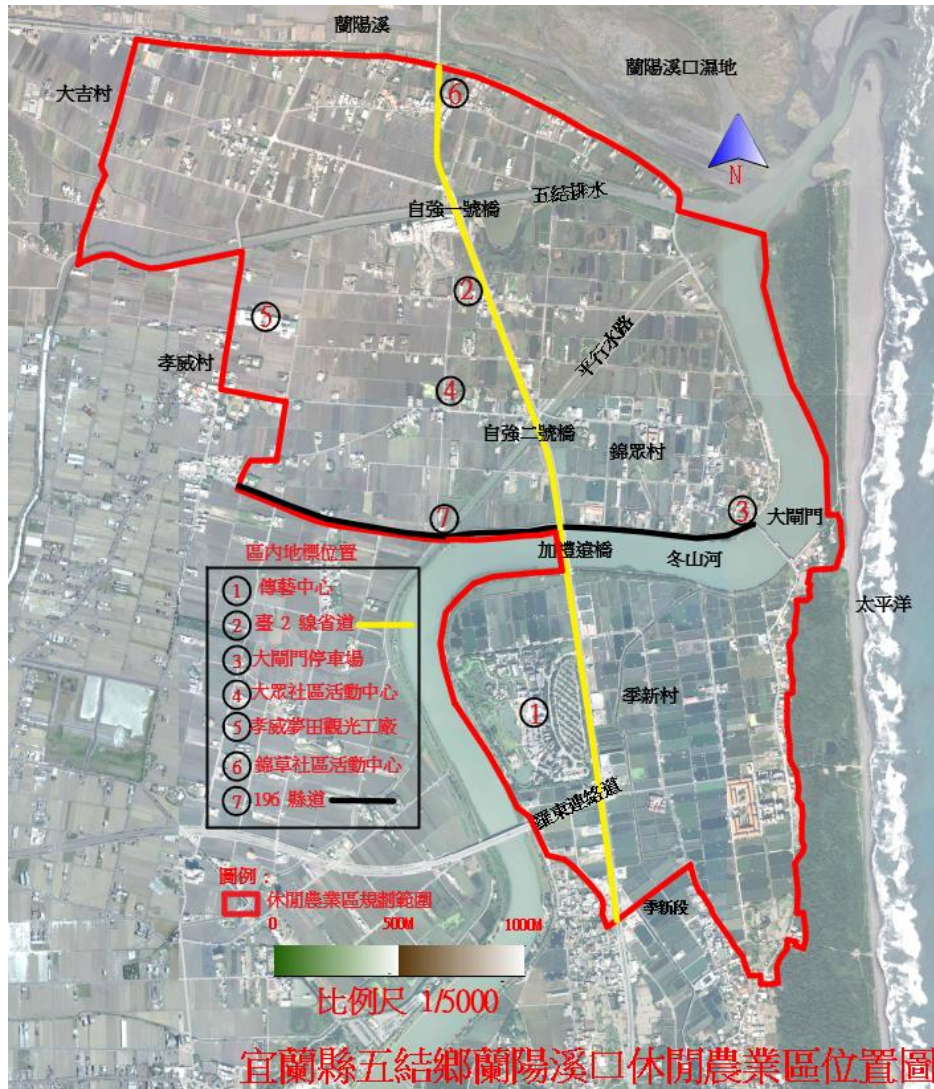 蘭陽溪
蘭陽溪口濕地
大吉村
6
N
五結排水
自強一號橋
2
5
平行水路
孝威村
4
自強二號橋
錦眾村
3
大閘門
7
加禮遠橋
冬山河
太平洋
區內地標位置
1 傳藝中心
2 臺 2 線省道
3 大閘門停車場
4 大眾社區活動中心
5 孝威夢田觀光工廠
6 錦草社區活動中心
7 196 縣道
季新村
1
羅東連絡道
圖例：
休閒農業區規劃範圍
季新段
0 500M 1000M
比例尺 1/5000
宜蘭縣五結鄉蘭陽溪口休閒農業區位置圖